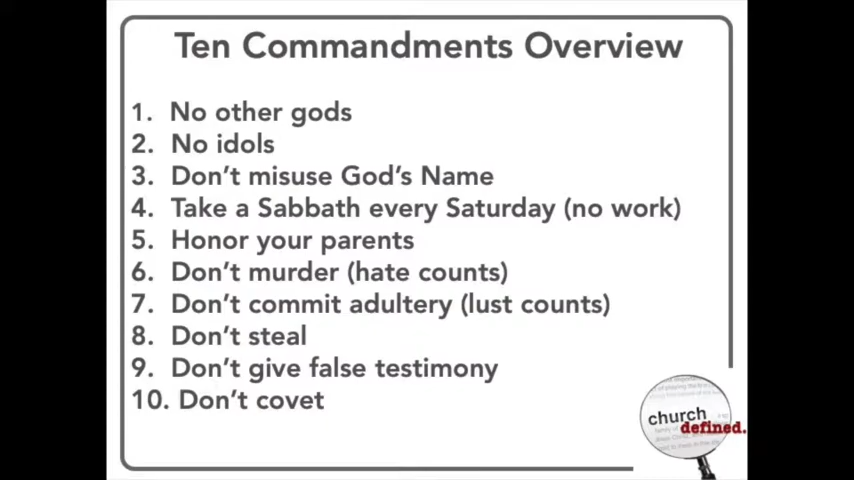 Ten Commandments Overview
1. No other gods
2. No idols
3. Don't misuse God's Name
4. Take a Sabbath every Saturday (no work)
5. Honor your parents
6. Don't murder (hate counts)
7. Don't commit adultery (lust counts)
8. Don't steal
9. Don't give false testimony
10. Don't covet
church
defined.